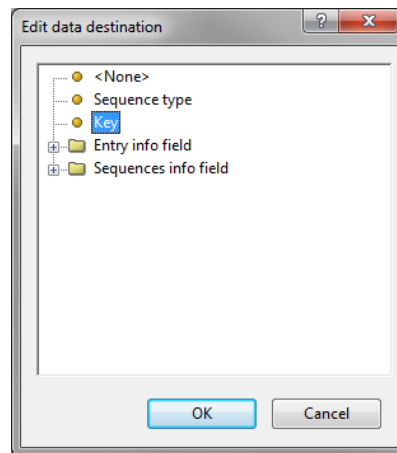 Edit data destination
<None>
Sequence type
Key
Entry info field
Sequences info field
OK
Cancel